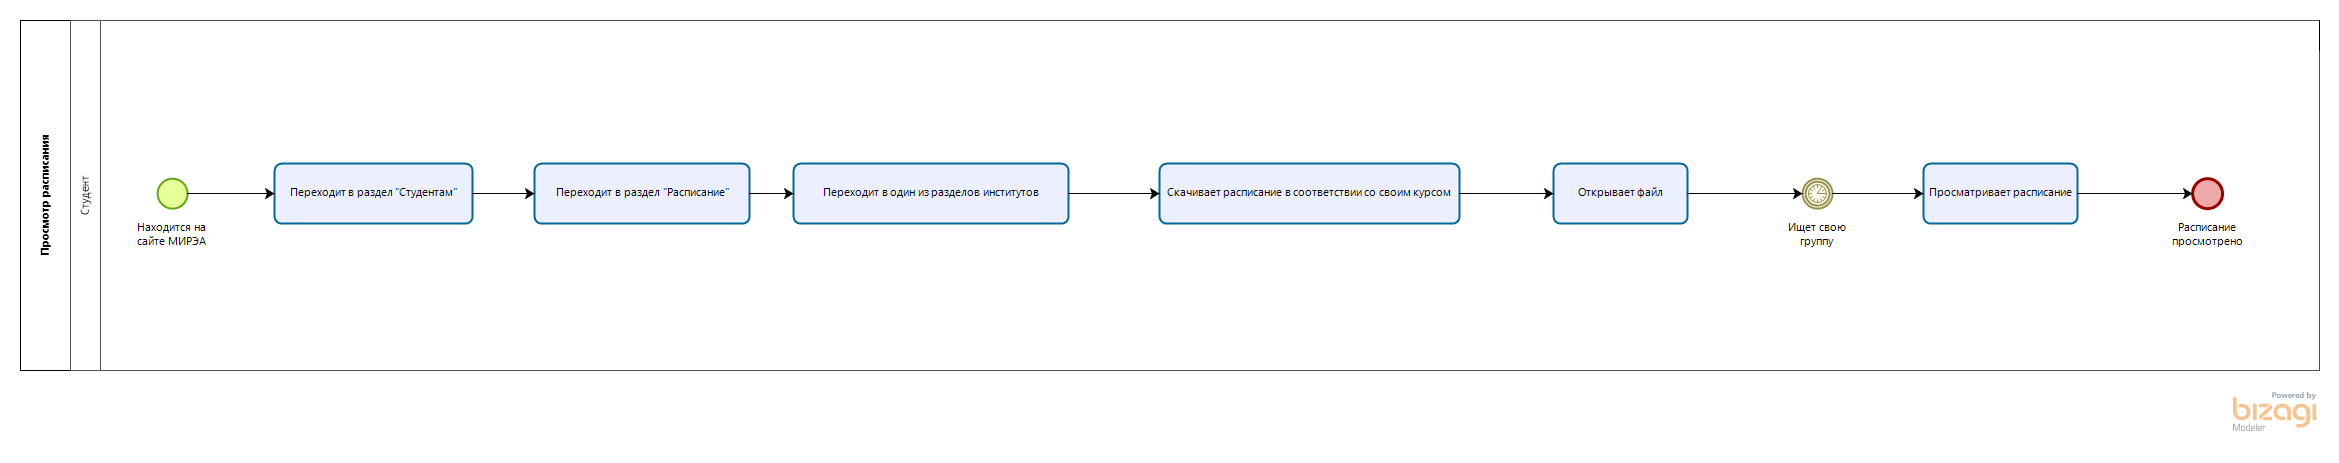 Просмотр расписания
Студент
Находится на
сайте МИРЭА
Переходит в раздел "Студентам"
Переходит в раздел "Расписание"
Переходит в один из разделов институтов
Скачивает расписание в соответствии со своим курсом
Открывает файл
Ищет свою
группу
Просматривает расписание
Расписание
просмотрено
Powered by
bizagi
Modeler